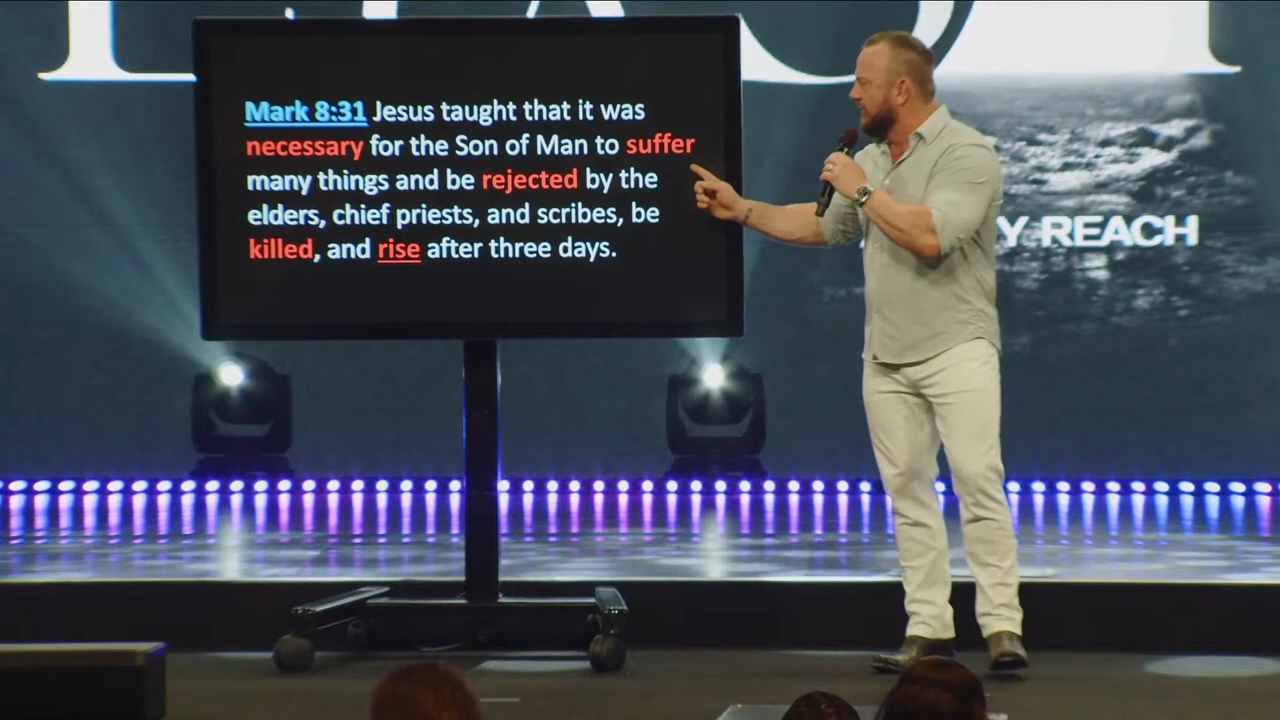 Mark 8:31 Jesus taught that it was
necessary for the Son of Man to suffer
many things and be rejected by the
elders, chief priests, and scribes, be
killed, and rise after three days.
REACH